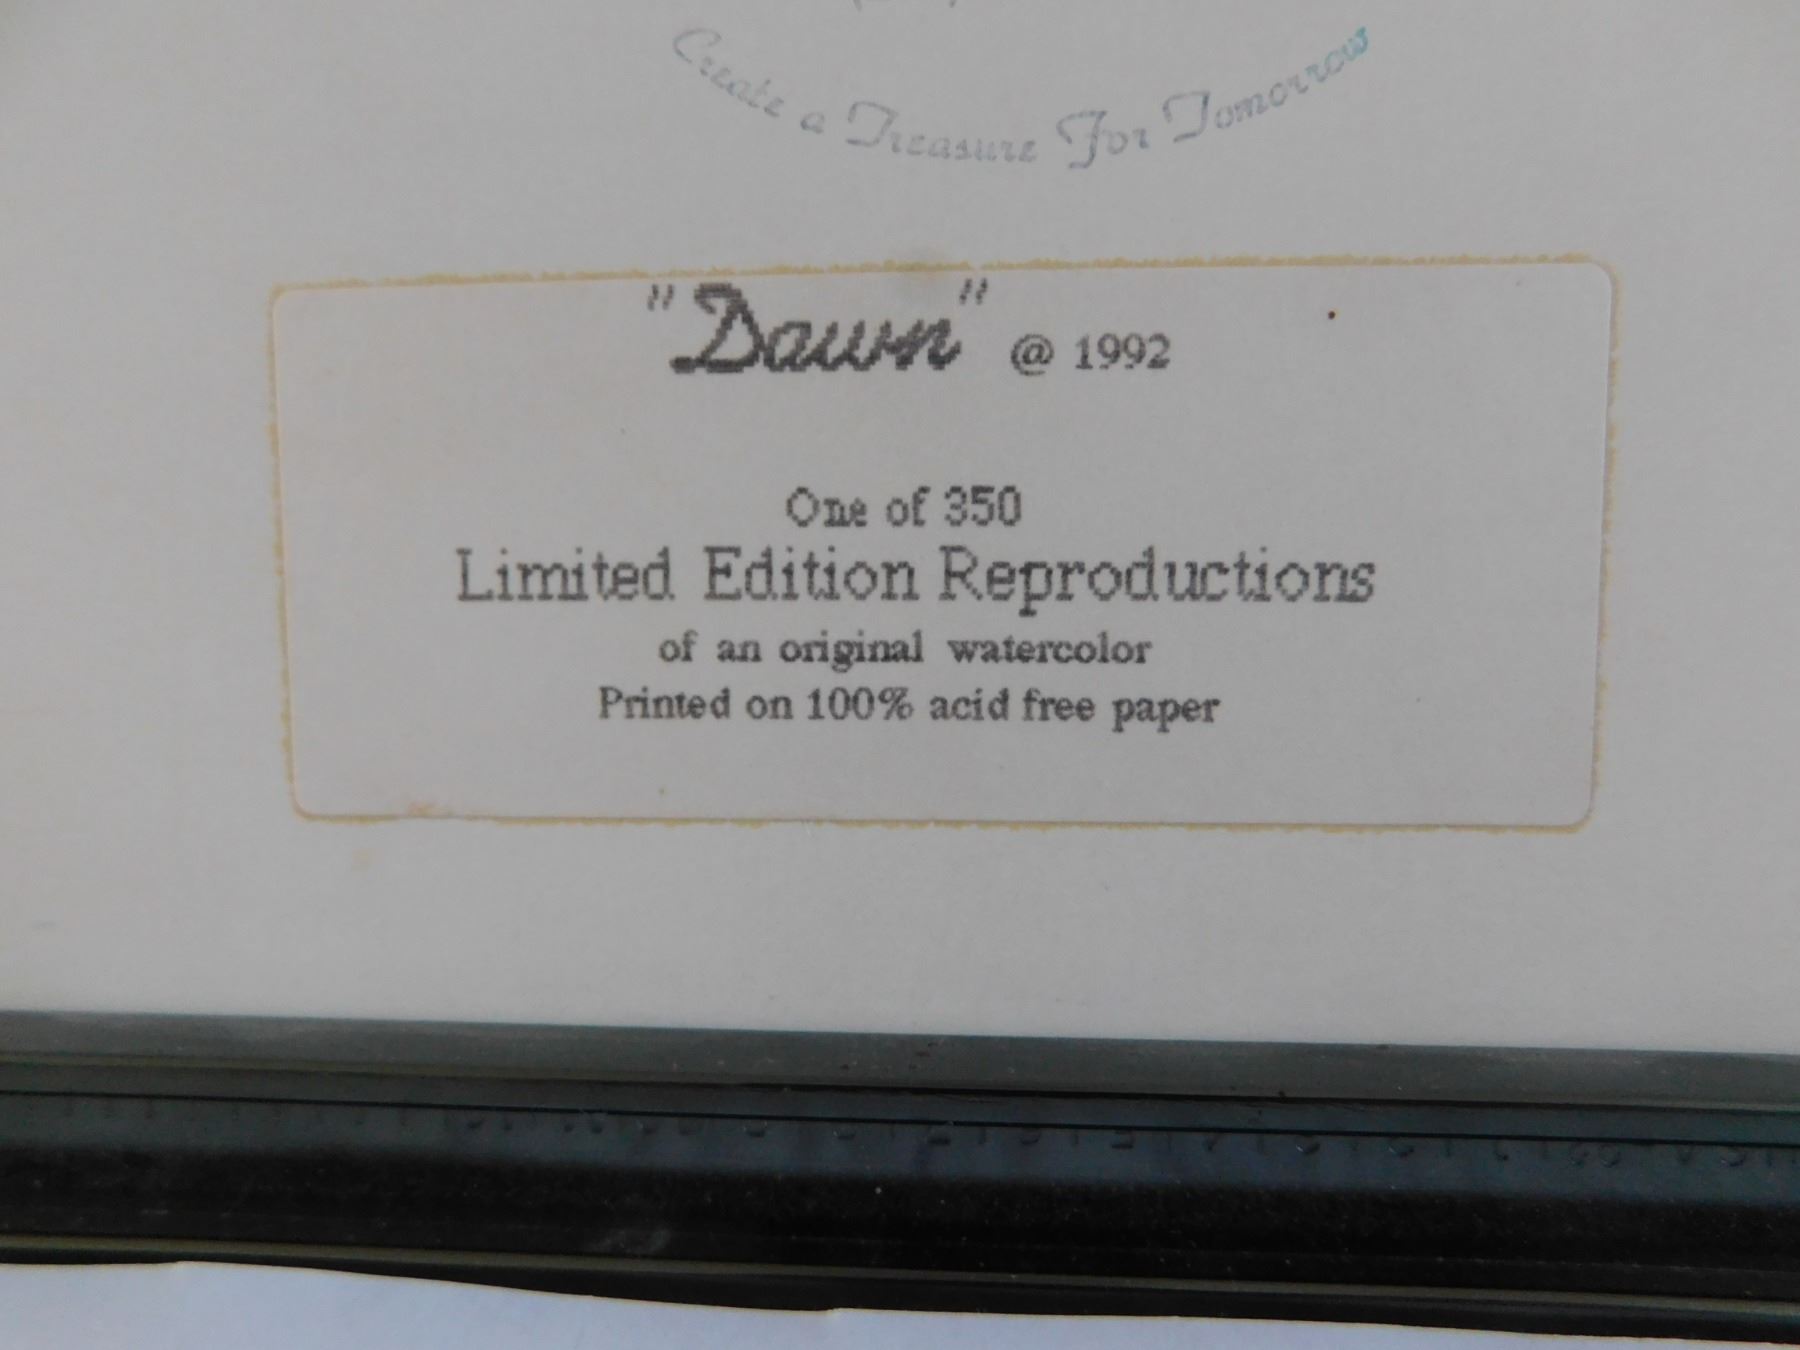 Create a Treasure For Tomorrow
"Dawn" @ 1992
One of 350
Limited Edition Reproductions
of an original watercolor
Printed on 100% acid free paper